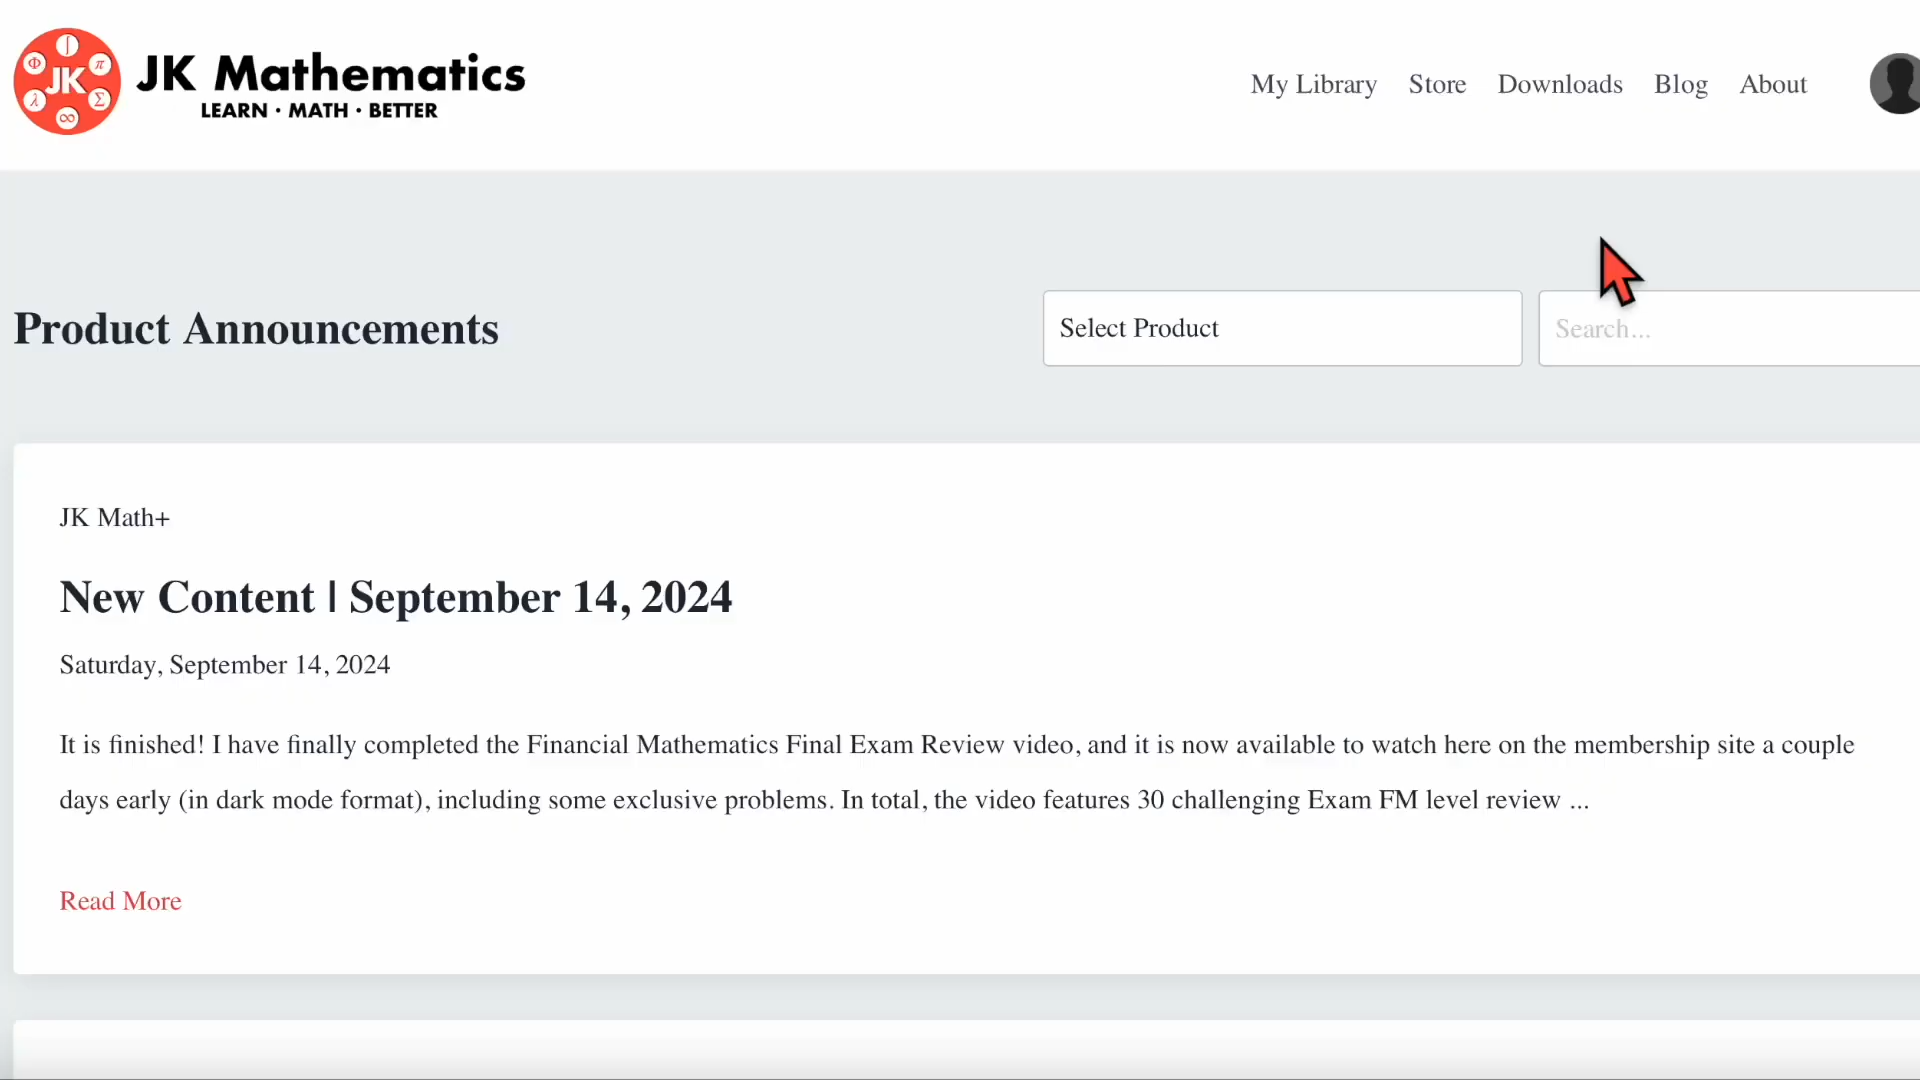 JK Mathematics
LEARN · MATH · BETTER
My Library Store Downloads Blog About
Product Announcements
Select Product
Search...
JK Math+
New Content | September 14, 2024
Saturday, September 14, 2024
It is finished! I have finally completed the Financial Mathematics Final Exam Review video, and it is now available to watch here on the membership site a couple
days early (in dark mode format), including some exclusive problems. In total, the video features 30 challenging Exam FM level review ...
Read More